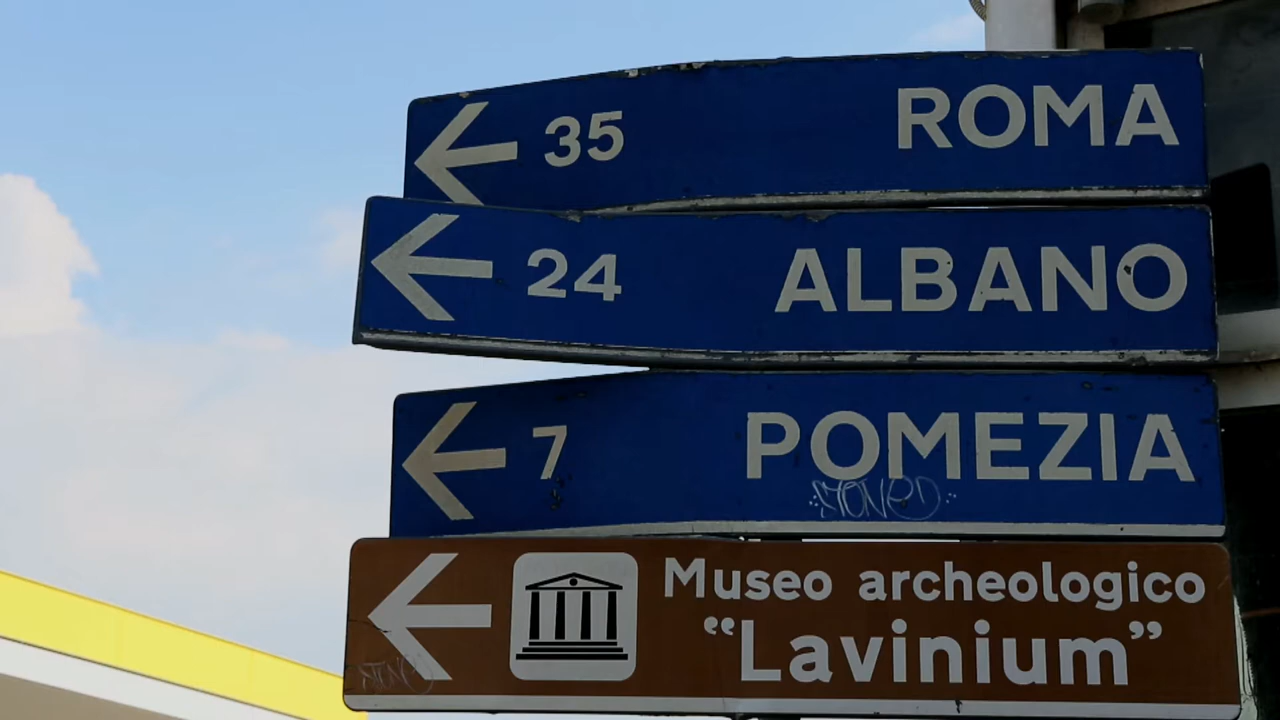 35 ROMA
24 ALBANO
7 POMEZIA
Museo archeologico
“Lavinium”